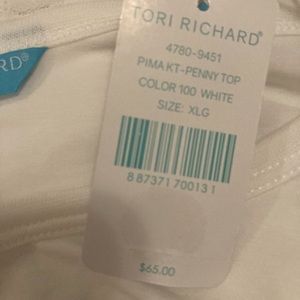 TORI RICHARD®
4780-9451
PIMA KT-PENNY TOP
COLOR 100 WHITE
SIZE: XLG
8 87371 70013 1
$65.00
RD®